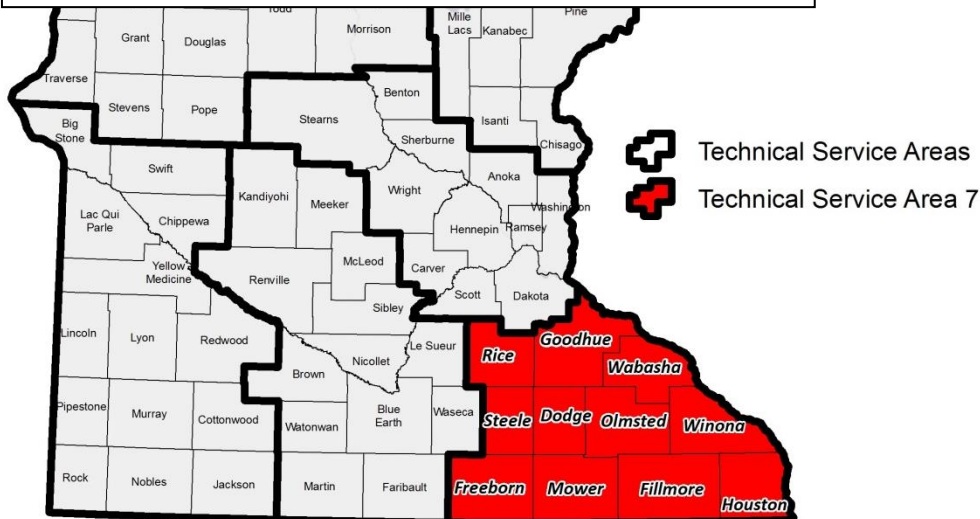 Todd
Morrison
Mille
Lacs
Kanabec
Pine
Grant
Douglas
Traverse
Stevens
Pope
Stearns
Benton
Isanti
Sherburne
Chisago
Big
Stone
Swift
Kandiyohi
Meeker
Wright
Anoka
Washington
Lac Qui
Parle
Chippewa
Hennepin
Ramsey
Yellow
Medicine
Renville
McLeod
Carver
Sibley
Scott
Dakota
Lincoln
Lyon
Redwood
Brown
Nicollet
Le Sueur
Rice
Goodhue
Wabasha
Pipestone
Murray
Cottonwood
Watonwan
Blue
Earth
Waseca
Steele
Dodge
Olmsted
Winona
Rock
Nobles
Jackson
Martin
Faribault
Freeborn
Mower
Fillmore
Houston
Technical Service Areas
Technical Service Area 7